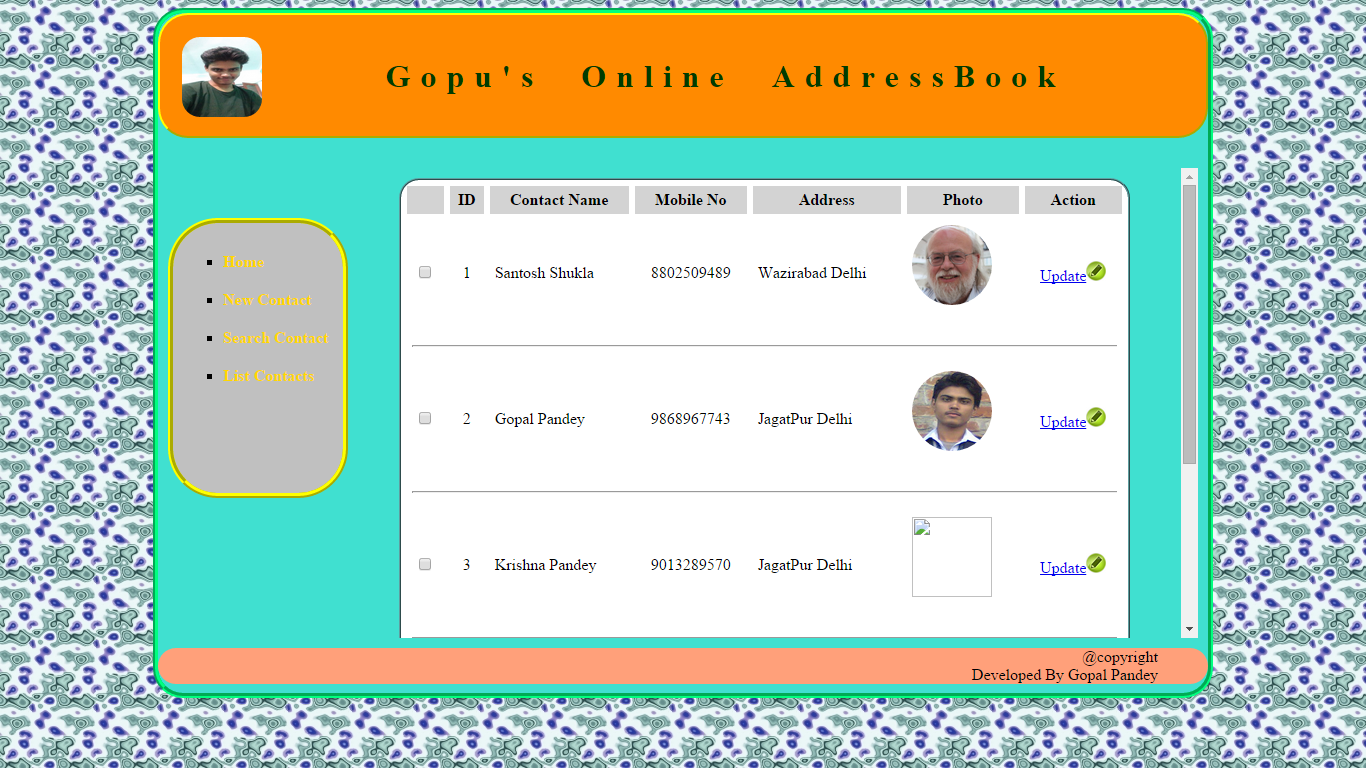 Gopu's Online AddressBook
Home
New Contact
Search Contact
List Contacts
ID Contact Name Mobile No Address Photo Action
1 Santosh Shukla 8802509489 Wazirabad Delhi Update
2 Gopal Pandey 9868967743 JagatPur Delhi Update
3 Krishna Pandey 9013289570 JagatPur Delhi Update
@copyright
Developed By Gopal Pandey